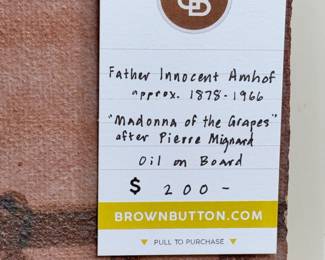 CB
Father Innocent Amhof
approx. 1878-1966
"Madonna of the Grapes"
after Pierre Mignard
Oil on Board
$ 200-
BROWNBUTTON.COM
▼ PULL TO PURCHASE ▼